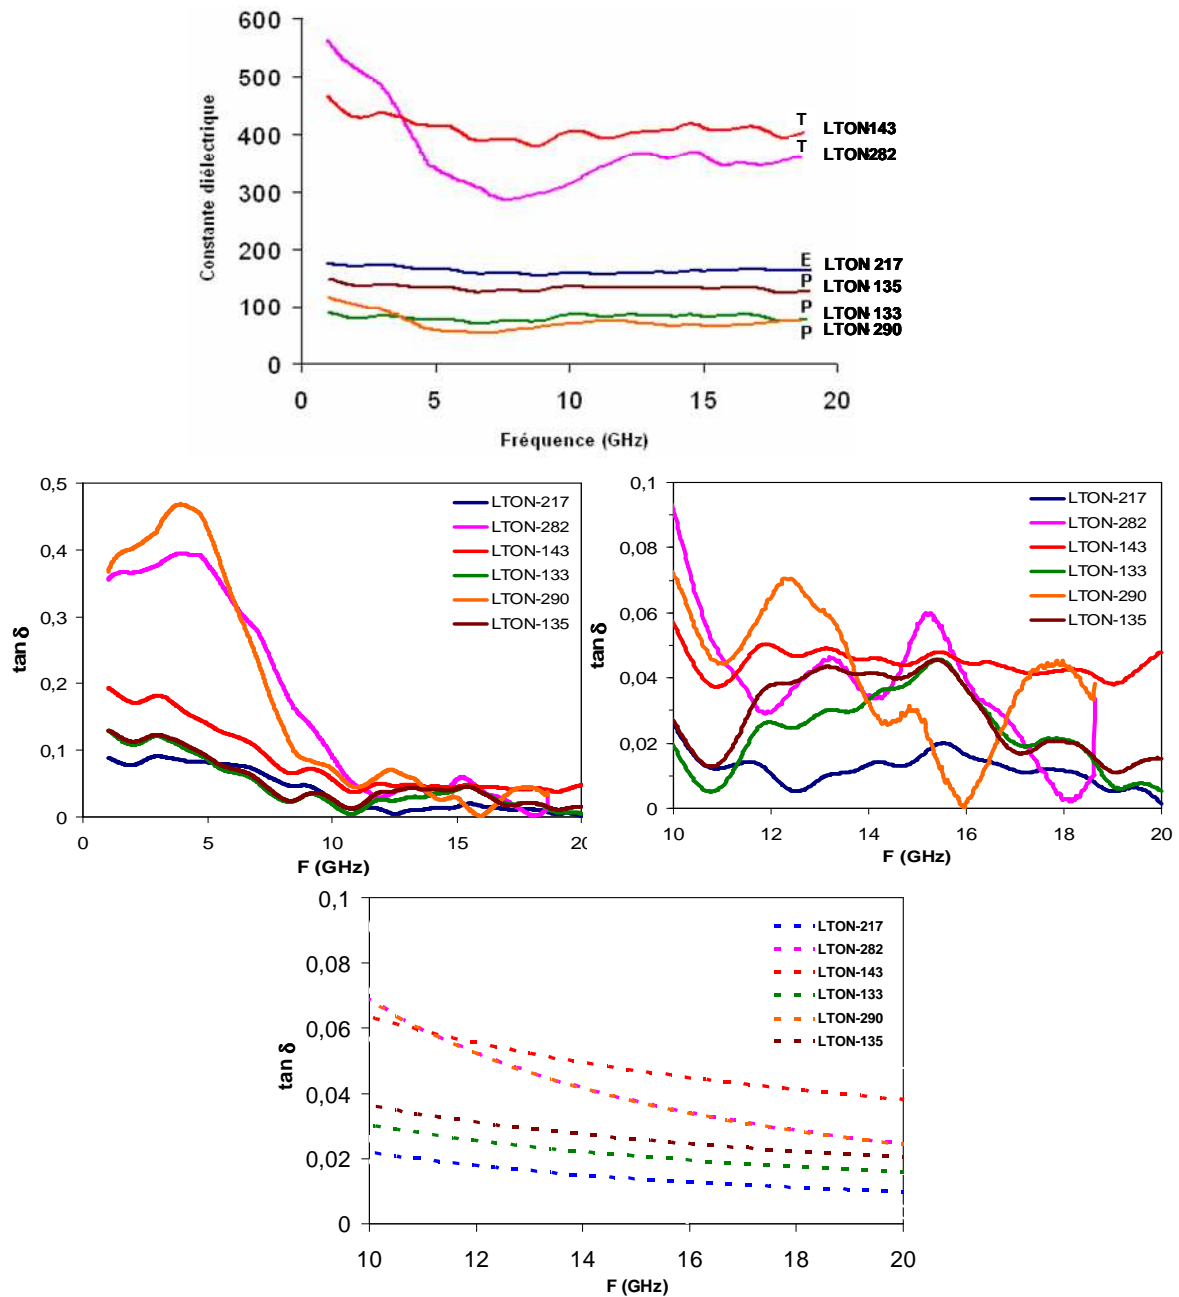 600
500
400
300
200
100
0
Constante diélectrique
T
LTON143
T
LTON282
E
LTON 217
P
LTON 135
P
LTON 133
P
LTON 290
0
5
10
15
20
Fréquence (GHz)
0,5
0,4
0,3
0,2
0,1
0
tan δ
LTON-217
LTON-282
LTON-143
LTON-133
LTON-290
LTON-135
0
5
10
15
20
F (GHz)
0,1
0,08
0,06
0,04
0,02
0
tan δ
LTON-217
LTON-282
LTON-143
LTON-133
LTON-290
LTON-135
10
12
14
16
18
20
F (GHz)
0,1
0,08
0,06
0,04
0,02
0
tan δ
LTON-217
LTON-282
LTON-143
LTON-133
LTON-290
LTON-135
10
12
14
16
18
20
F (GHz)